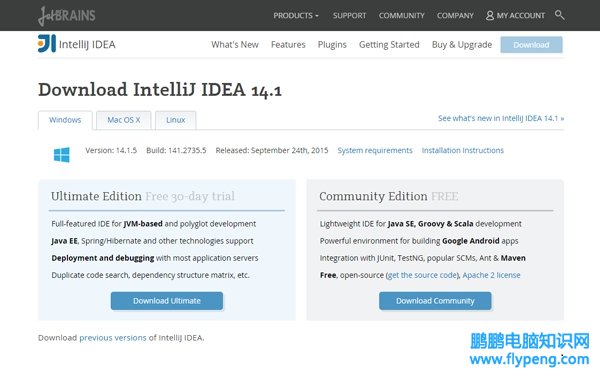 JETBRAINS
PRODUCTS SUPPORT COMMUNITY COMPANY MY ACCOUNT
IntelliJ IDEA What's New Features Plugins Getting Started Buy & Upgrade Download
Download IntelliJ IDEA 14.1
Windows Mac OS X Linux See what's new in IntelliJ IDEA 14.1 »
Version: 14.1.5 Build: 141.2735.5 Released: September 24th, 2015 System requirements Installation Instructions
Ultimate Edition Free 30-day trial
Full-featured IDE for JVM-based and polyglot development
Java EE, Spring/Hibernate and other technologies support
Deployment and debugging with most application servers
Duplicate code search, dependency structure matrix, etc.
Download Ultimate
Community Edition FREE
Lightweight IDE for Java SE, Groovy & Scala development
Powerful environment for building Google Android apps
Integration with JUnit, TestNG, popular SCMs, Ant & Maven
Free, open-source (get the source code), Apache 2 license
Download Community
Download previous versions of IntelliJ IDEA.
鹏鹏电脑知识网
www.flypeng.com